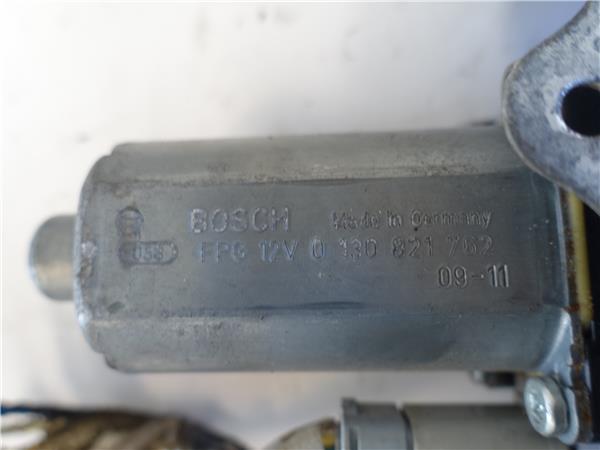 BOSCH Made in Germany
FPG 12V 0 130 821 762
09-11